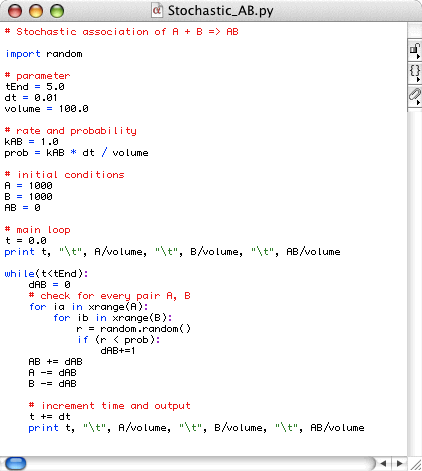 Stochastic_AB.py
# Stochastic association of A + B => AB
import random
# parameter
tEnd = 5.0
dt = 0.01
volume = 100.0
# rate and probability
kAB = 1.0
prob = kAB * dt / volume
# initial conditions
A = 1000
B = 1000
AB = 0
# main loop
t = 0.0
print t, "\t", A/volume, "\t", B/volume, "\t", AB/volume
while(t<tEnd):
    dAB = 0
    # check for every pair A, B
    for ia in xrange(A):
        for ib in xrange(B):
            r = random.random()
            if (r < prob):
                dAB+=1
    AB += dAB
    A -= dAB
    B -= dAB
    # increment time and output
    t += dt
    print t, "\t", A/volume, "\t", B/volume, "\t", AB/volume